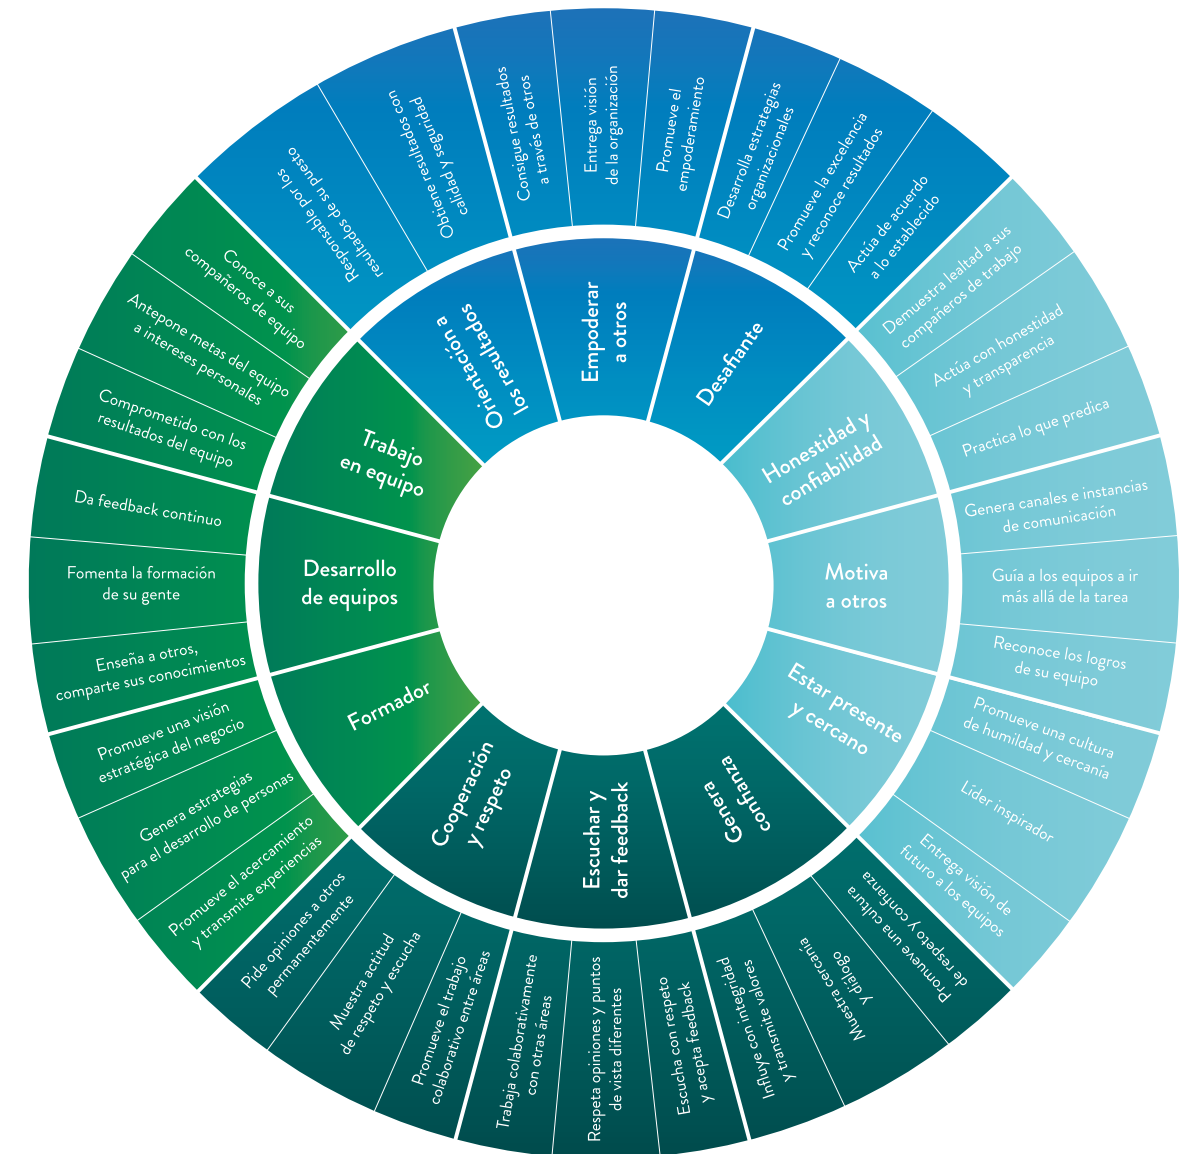 Orientación a
los resultados
Empoderar
a otros
Desafiante
Honestidad y
confiabilidad
Motiva
a otros
Estar presente
y cercano
Genera
confianza
Escuchar y
dar feedback
Cooperación
y respeto
Formador
Desarrollo
de equipos
Trabajo
en equipo
Responsable por los
resultados de su puesto
Obtiene resultados con
calidad y seguridad
Consigue resultados
a través de otros
Entrega visión
de la organización
Promueve el
empoderamiento
Desarrolla estrategias
organizacionales
Promueve la excelencia
y reconoce resultados
Actúa de acuerdo
a lo establecido
Demuestra lealtad a sus
compañeros de trabajo
Actúa con honestidad
y transparencia
Practica lo que predica
Genera canales e instancias
de comunicación
Guía a los equipos a ir
más allá de la tarea
Reconoce los logros
de su equipo
Promueve una cultura
de humildad y cercanía
Líder inspirador
Entrega visión de
futuro a los equipos
Promueve una cultura
de respeto y confianza
Muestra cercanía
y dialogo
Influye con integridad
y transmite valores
Escucha con respeto
y acepta feedback
Respeta opiniones y puntos
de vista diferentes
Trabaja colaborativamente
con otras áreas
Promueve el trabajo
colaborativo entre áreas
Muestra actitud
de respeto y escucha
Pide opiniones a otros
permanentemente
Promueve el acercamiento
y transmite experiencias
Genera estrategias
para el desarrollo de personas
Promueve una visión
estratégica del negocio
Enseña a otros,
comparte sus conocimientos
Fomenta la formación
de su gente
Da feedback continuo
Comprometido con los
resultados del equipo
Antepone metas del equipo
a intereses personales
Conoce a sus
compañeros de equipo